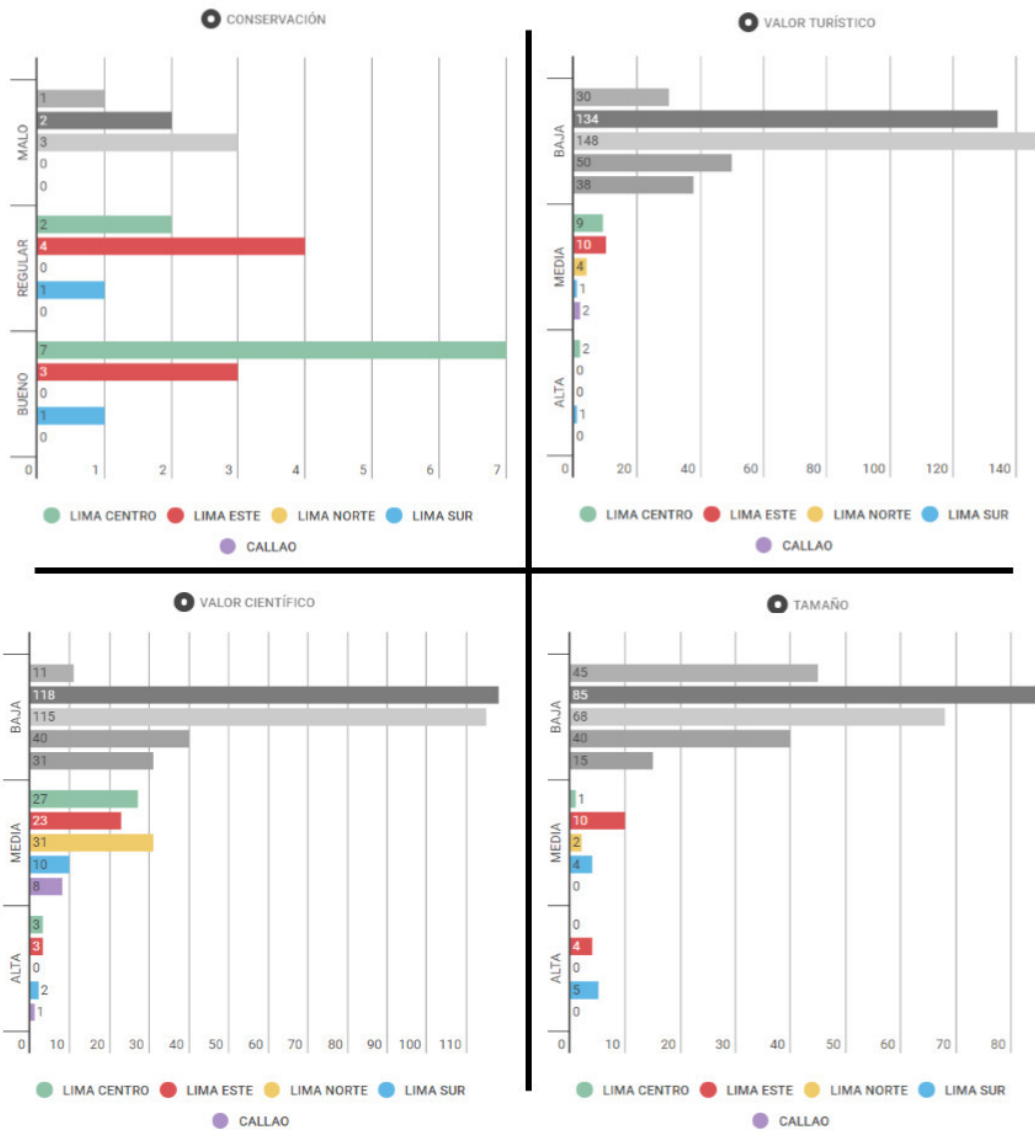 CONSERVACIÓN
MALO
1
2
3
0
0
REGULAR
2
4
0
1
0
BUENO
7
3
0
1
0
0 1 2 3 4 5 6 7
LIMA CENTRO LIMA ESTE LIMA NORTE LIMA SUR
CALLAO
VALOR TURÍSTICO
BAJA
30
134
148
50
38
MEDIA
9
10
4
1
2
ALTA
2
0
0
1
0
0 20 40 60 80 100 120 140
LIMA CENTRO LIMA ESTE LIMA NORTE LIMA SUR
CALLAO
VALOR CIENTÍFICO
BAJA
11
118
115
40
31
MEDIA
27
23
31
10
8
ALTA
3
3
0
2
1
0 10 20 30 40 50 60 70 80 90 100 110
LIMA CENTRO LIMA ESTE LIMA NORTE LIMA SUR
CALLAO
TAMAÑO
BAJA
45
85
68
40
15
MEDIA
1
10
2
4
0
ALTA
0
4
0
5
0
0 10 20 30 40 50 60 70 80
LIMA CENTRO LIMA ESTE LIMA NORTE LIMA SUR
CALLAO